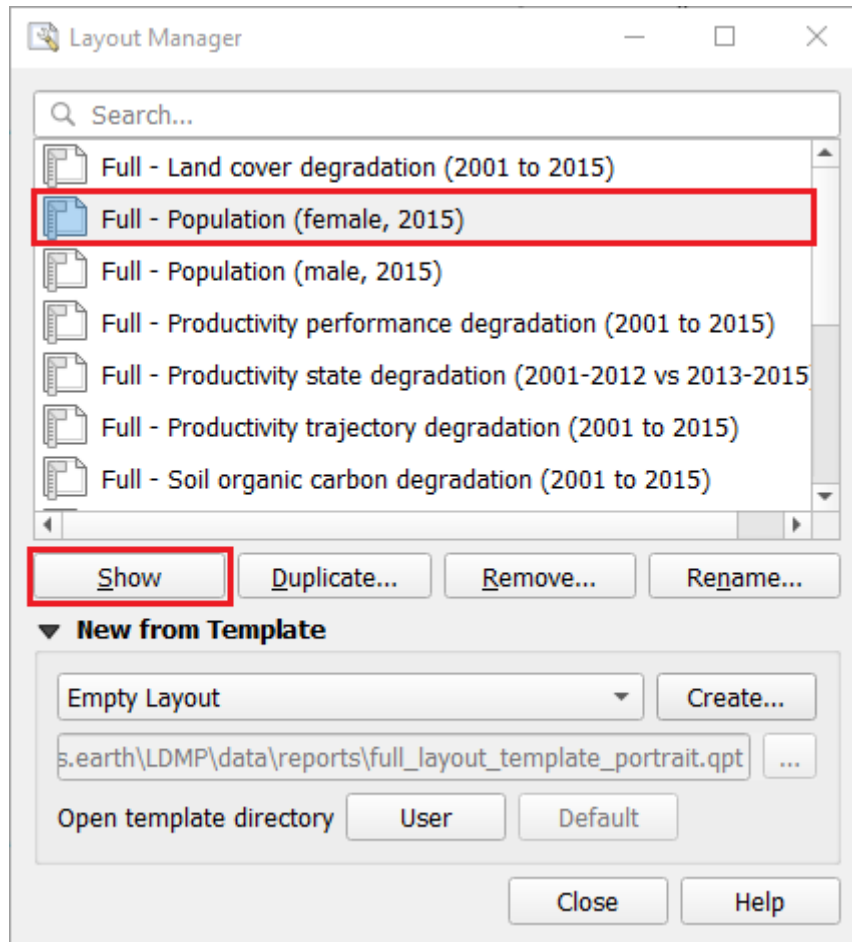 Layout Manager
Search...
Full - Land cover degradation (2001 to 2015)
Full - Population (female, 2015)
Full - Population (male, 2015)
Full - Productivity performance degradation (2001 to 2015)
Full - Productivity state degradation (2001-2012 vs 2013-2015
Full - Productivity trajectory degradation (2001 to 2015)
Full - Soil organic carbon degradation (2001 to 2015)
Show Duplicate... Remove... Rename...
New from Template
Empty Layout Create...
s.earth\LDMP\data\reports\full_layout_template_portrait.qpt ...
Open template directory User Default
Close Help